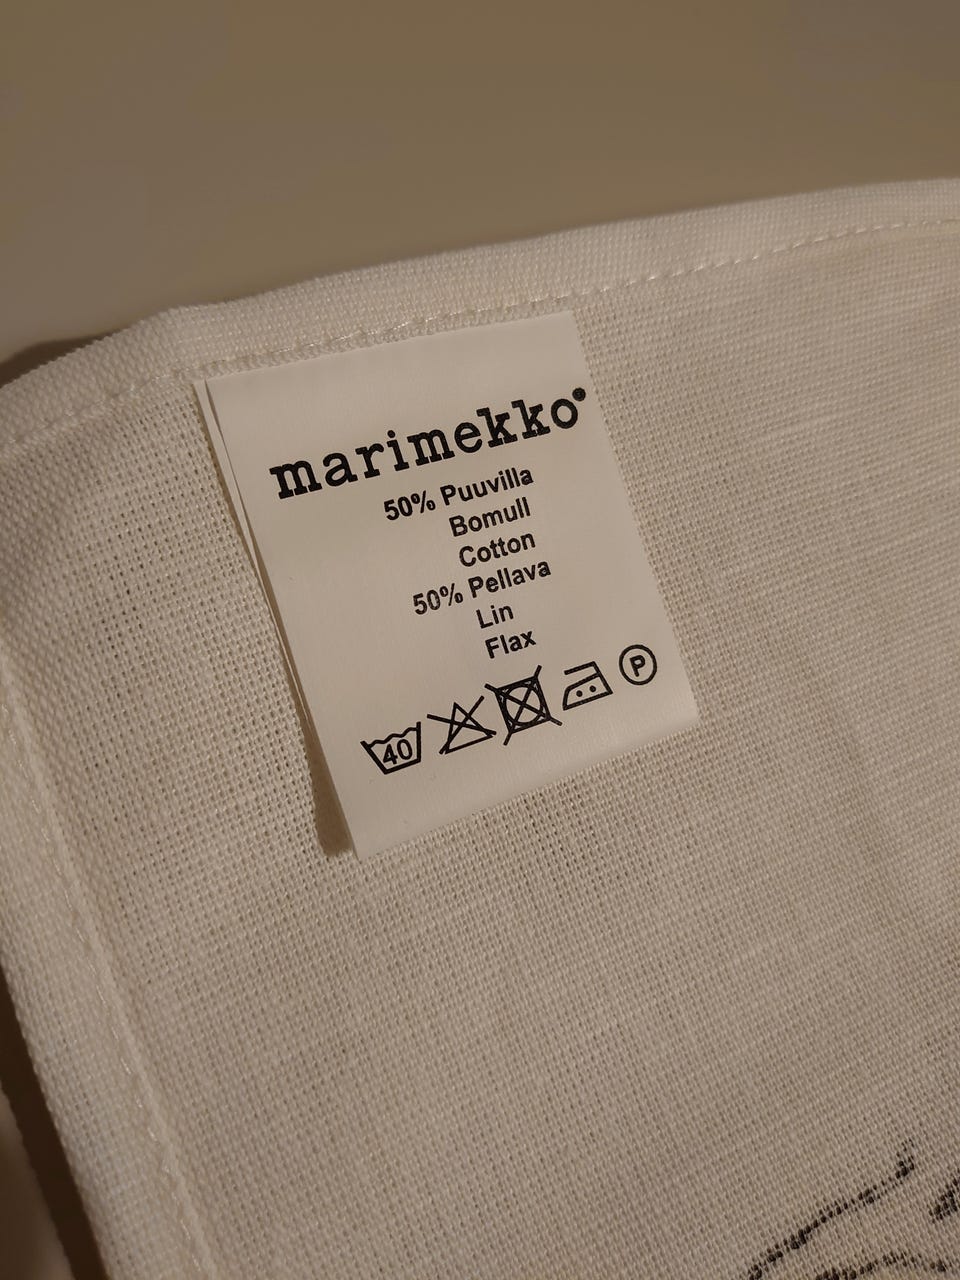 marimekko®
50% Puuvilla
Bomull
Cotton
50% Pellava
Lin
Flax
40 P